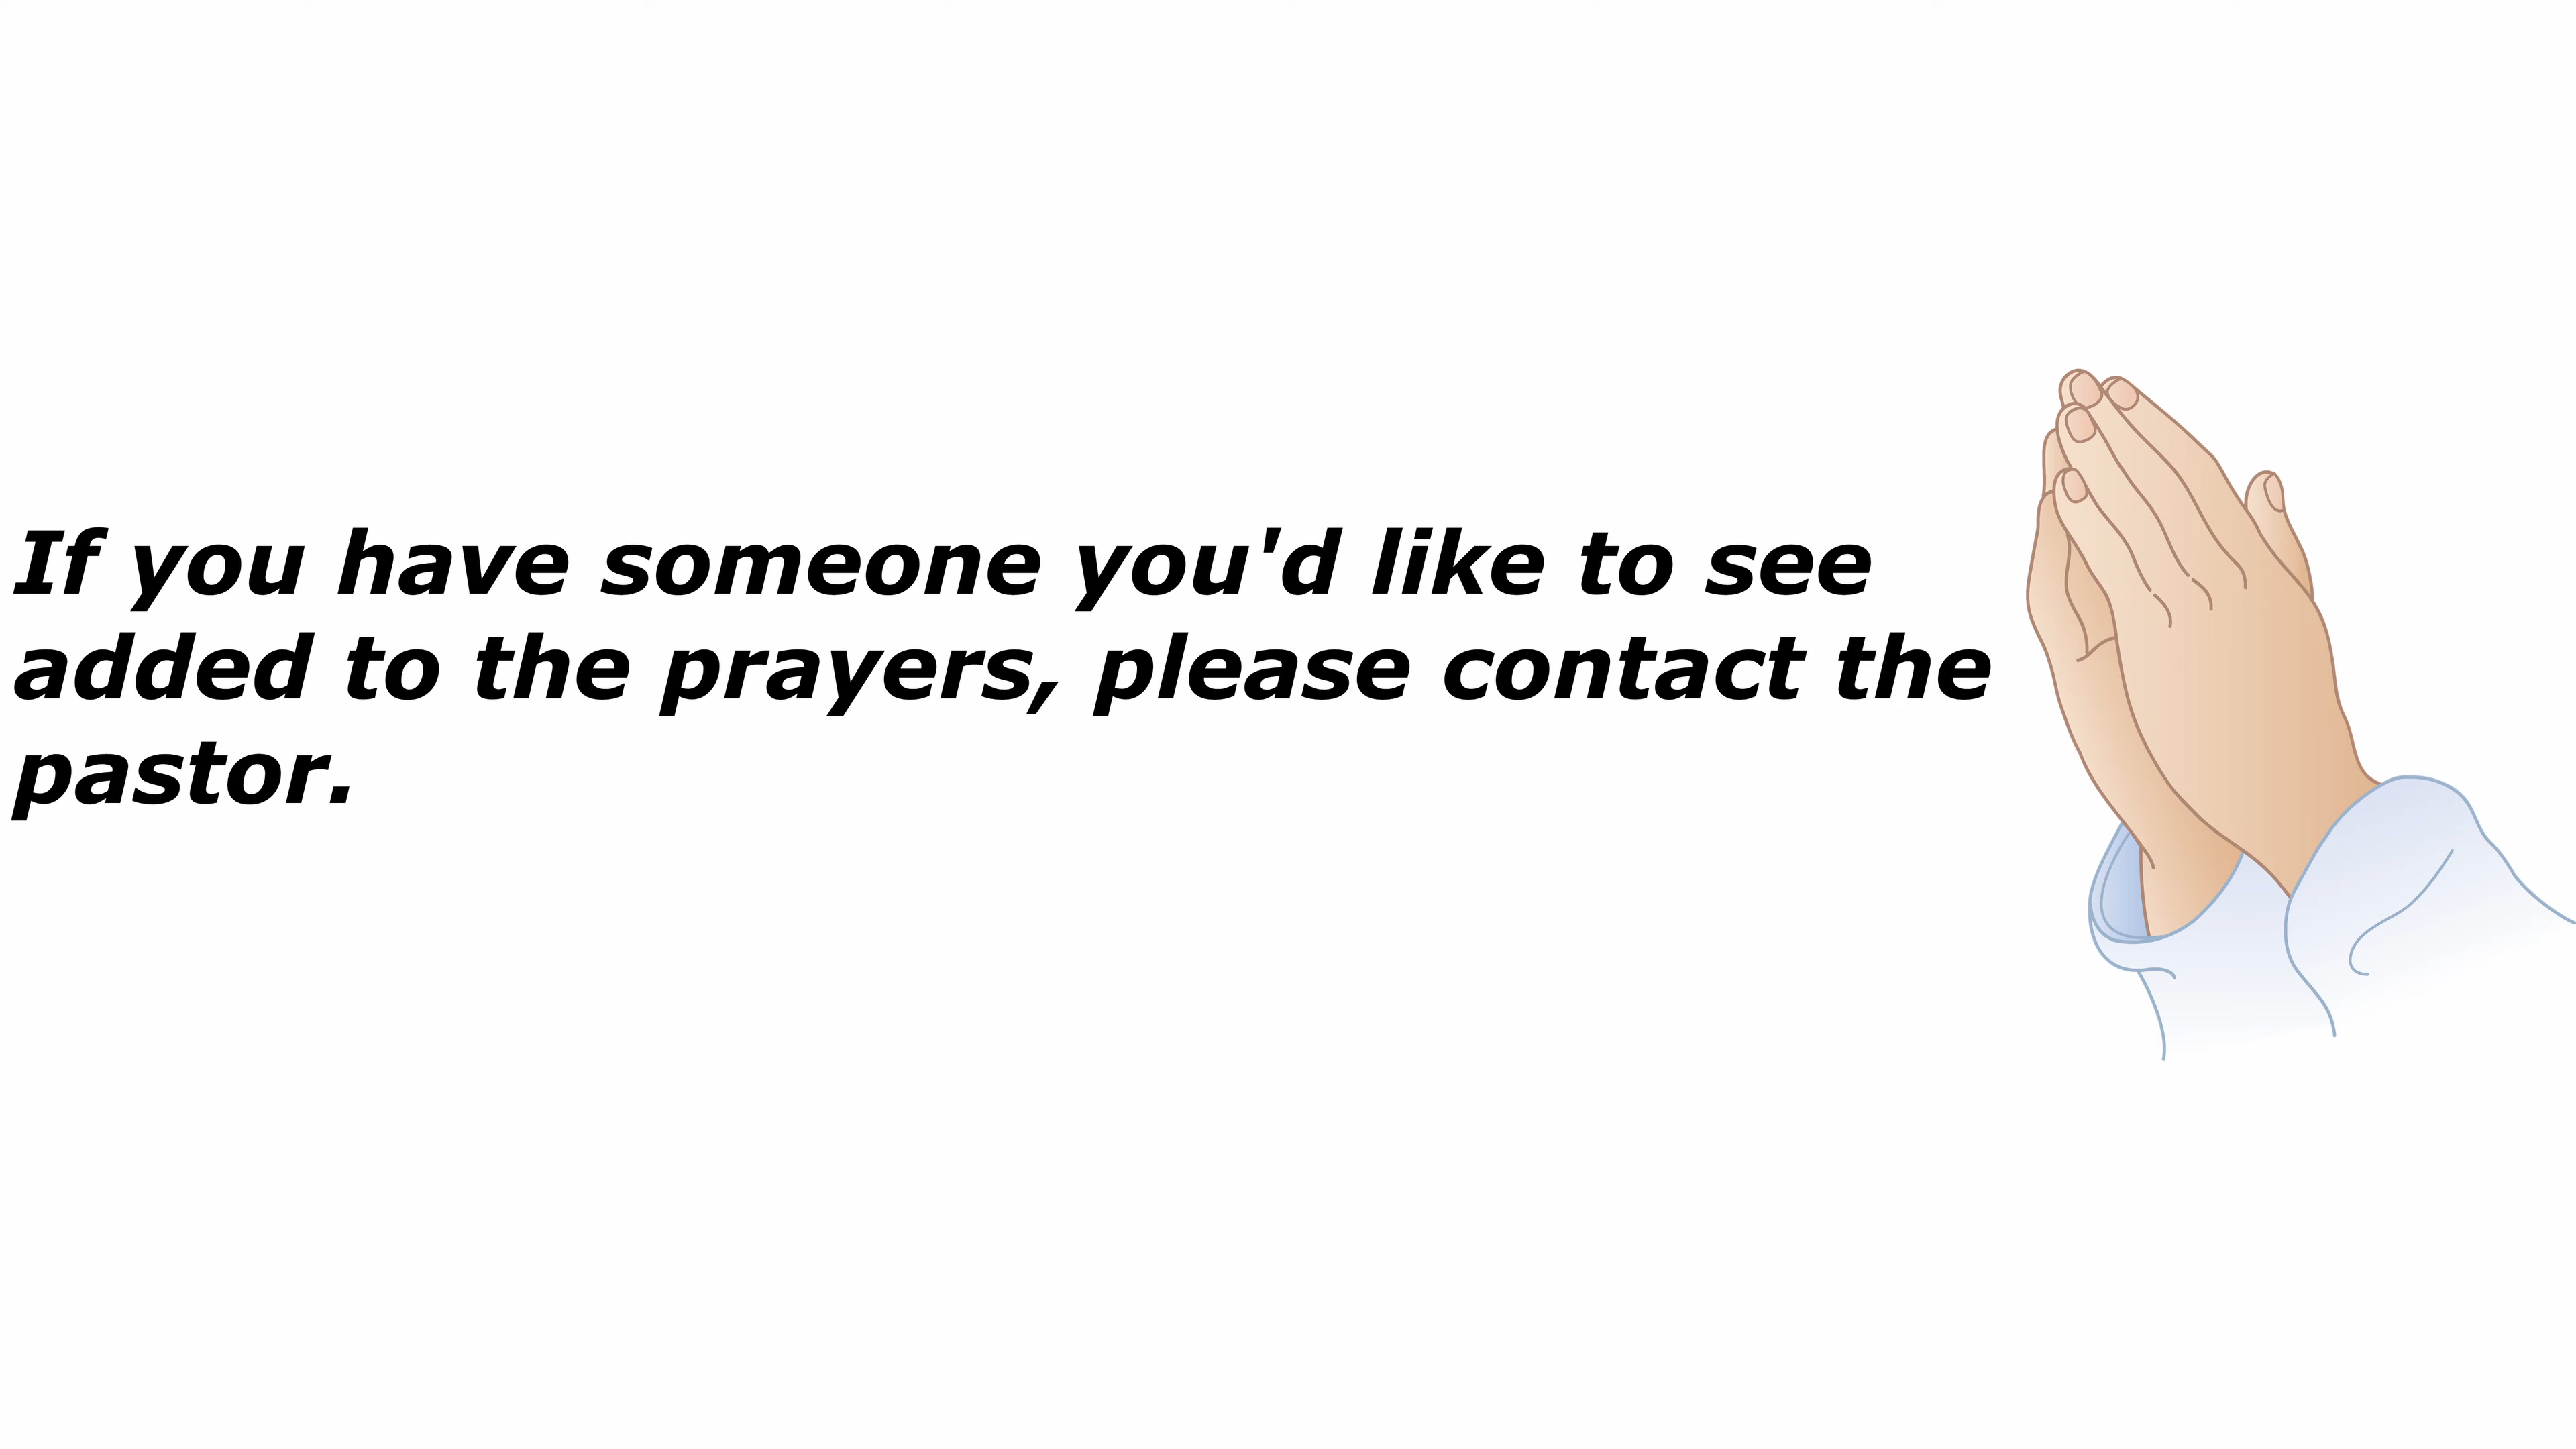 If you have someone you'd like to see
added to the prayers, please contact the
pastor.